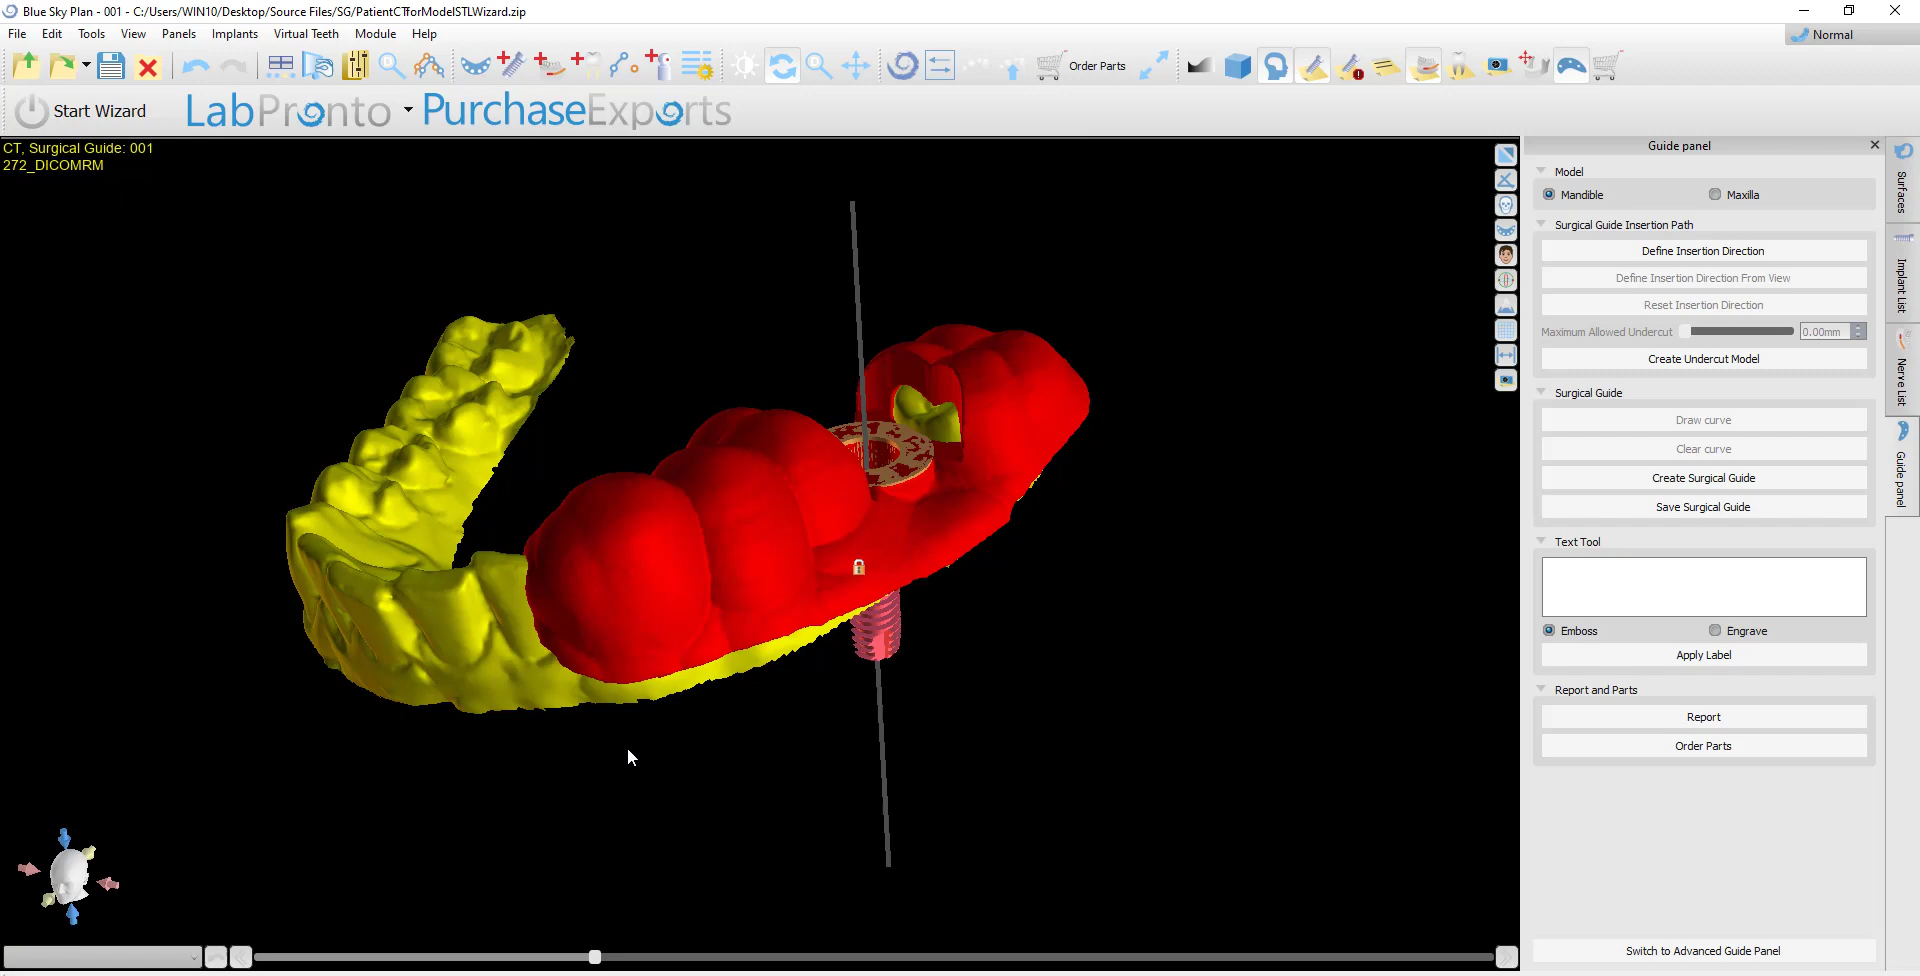 Blue Sky Plan - 001 - C:/Users/WIN10/Desktop/Source Files/SG/PatientCTforModelSTLWizard.zip
File Edit Tools View Panels Implants Virtual Teeth Module Help
Normal
Order Parts
Start Wizard
LabPronto
PurchaseExports
CT, Surgical Guide: 001
272_DICOMRM
Guide panel
Model
Mandible Maxilla
Surgical Guide Insertion Path
Define Insertion Direction
Define Insertion Direction From View
Reset Insertion Direction
Maximum Allowed Undercut 0.00mm
Create Undercut Model
Surgical Guide
Draw curve
Clear curve
Create Surgical Guide
Save Surgical Guide
Text Tool
Emboss Engrave
Apply Label
Report and Parts
Report
Order Parts
Switch to Advanced Guide Panel
Surfaces
Implant List
Nerve List
Guide panel